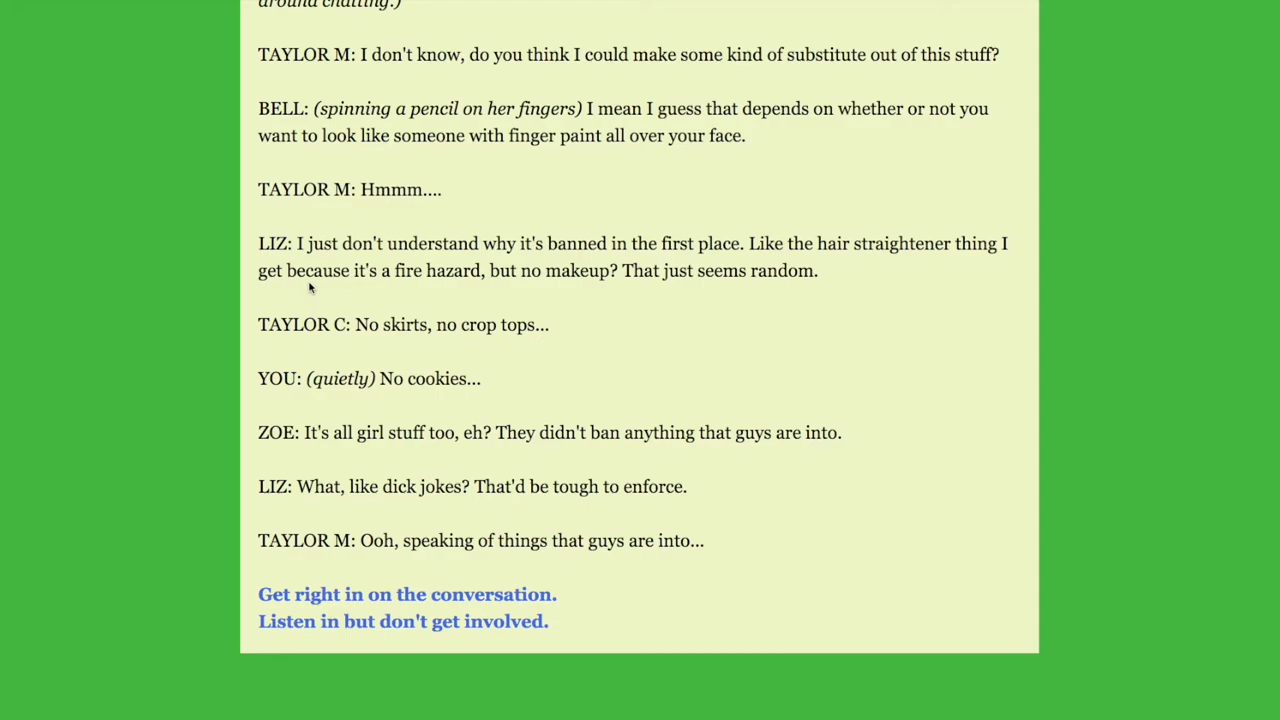 around chatting.)
TAYLOR M: I don't know, do you think I could make some kind of substitute out of this stuff?
BELL: (spinning a pencil on her fingers) I mean I guess that depends on whether or not you
want to look like someone with finger paint all over your face.
TAYLOR M: Hmmm....
LIZ: I just don't understand why it's banned in the first place. Like the hair straightener thing I
get because it's a fire hazard, but no makeup? That just seems random.
TAYLOR C: No skirts, no crop tops...
YOU: (quietly) No cookies...
ZOE: It's all girl stuff too, eh? They didn't ban anything that guys are into.
LIZ: What, like dick jokes? That'd be tough to enforce.
TAYLOR M: Ooh, speaking of things that guys are into...
Get right in on the conversation.
Listen in but don't get involved.